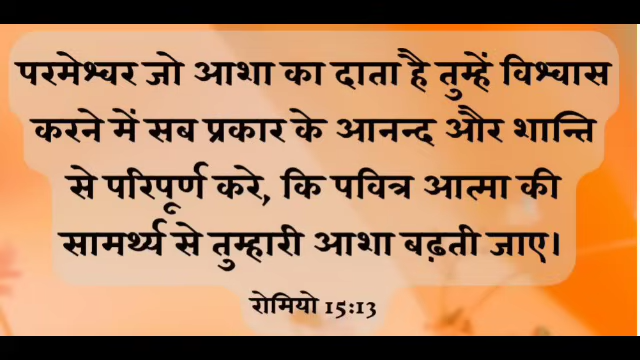 परमेश्वर जो आशा का दाता है तुम्हें विश्वास
करने में सब प्रकार के आनन्द और शान्ति
से परिपूर्ण करे, कि पवित्र आत्मा की
सामर्थ्य से तुम्हारी आशा बढ़ती जाए।
रोमियो 15:13